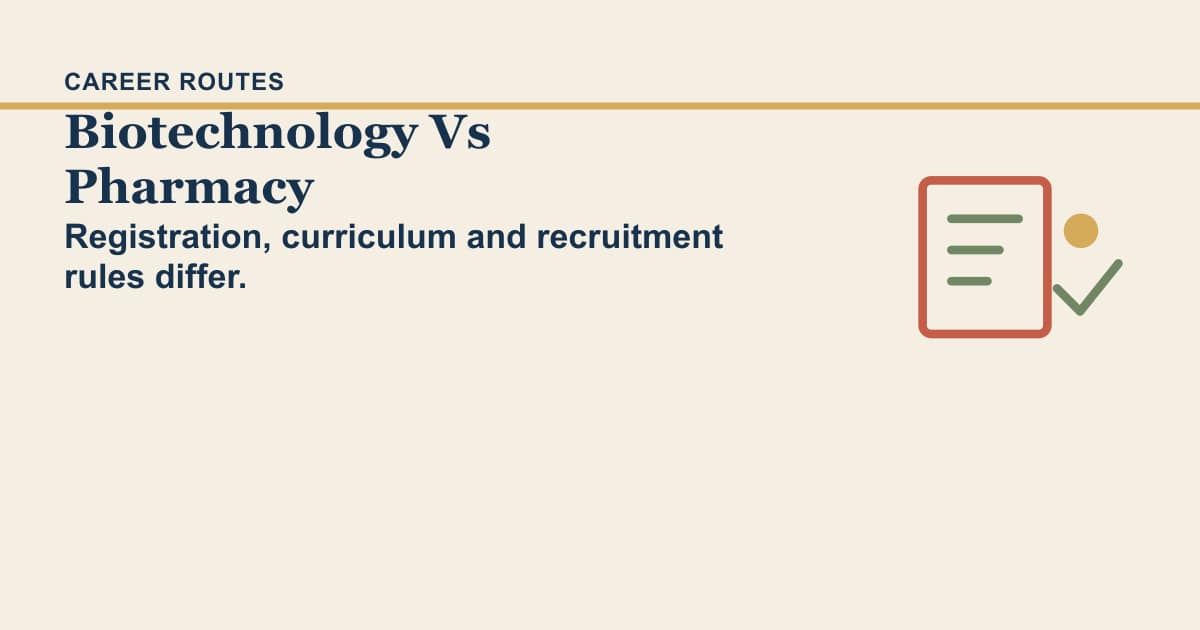 CAREER ROUTES
Biotechnology Vs
Pharmacy
Registration, curriculum and recruitment
rules differ.